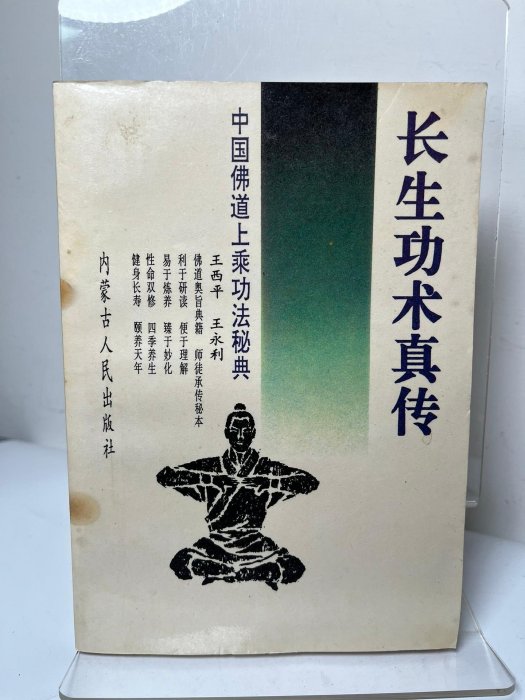 长生功术真传
中国佛道上乘功法秘典
王西平 王永利
佛道奥旨典籍 师徒承传秘本
利于研读 便于理解
易于炼养 臻于妙化
性命双修 四季养生
健身长寿 颐养天年
内蒙古人民出版社